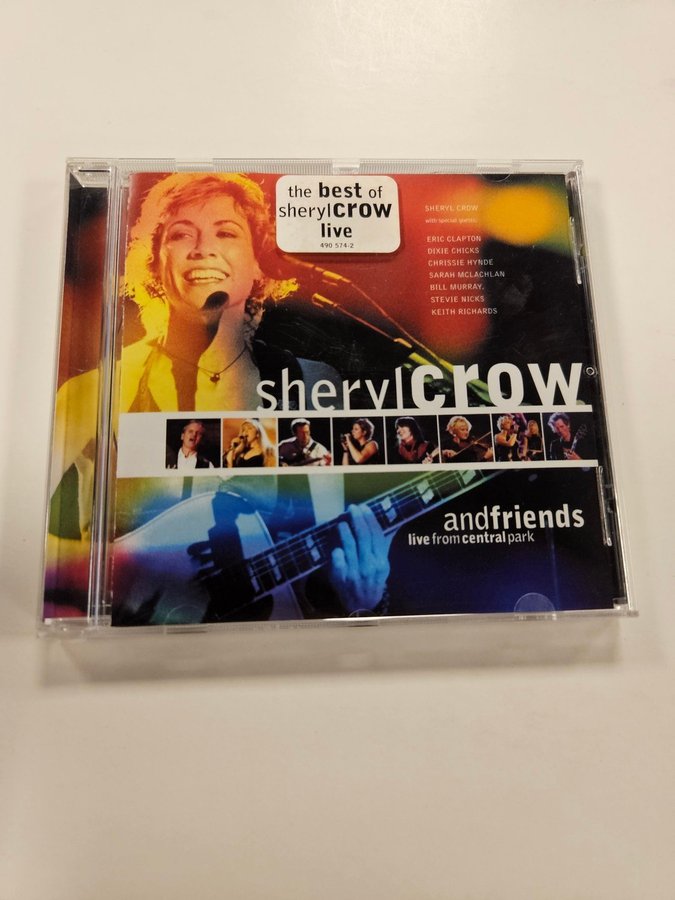 the best of
sherylcrow
live
490 574-2
SHERYL CROW
with special guests:
ERIC CLAPTON
DIXIE CHICKS
CHRISSIE HYNDE
SARAH MCLACHLAN
BILL MURRAY,
STEVIE NICKS
KEITH RICHARDS
sherylcrow
andfriends
live from central park